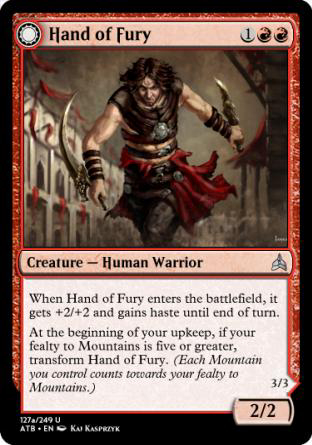 Hand of Fury 1
Creature — Human Warrior
When Hand of Fury enters the battlefield, it
gets +2/+2 and gains haste until end of turn.
At the beginning of your upkeep, if your
fealty to Mountains is five or greater,
transform Hand of Fury. (Each Mountain
you control counts towards your fealty to
Mountains.)
3/3
2/2
127a/249 U
ATB • EN Kaj Kasprzyk